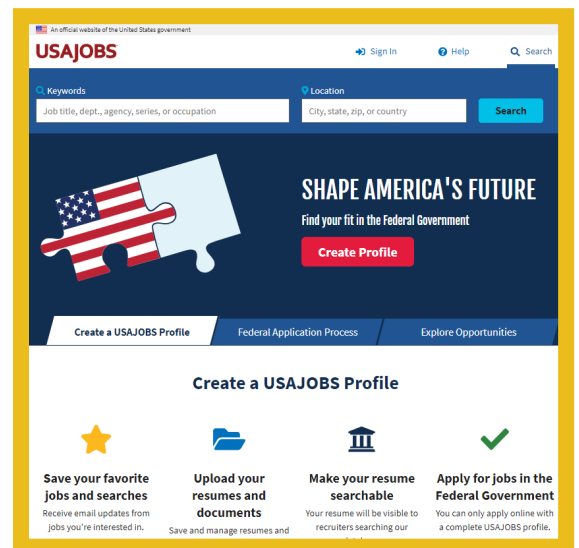 An official website of the United States government
USAJOBS
Sign In
Help
Search
Keywords
Location
Job title, dept., agency, series, or occupation
City, state, zip, or country
Search
SHAPE AMERICA'S FUTURE
Find your fit in the Federal Government
Create Profile
Create a USAJOBS Profile
Federal Application Process
Explore Opportunities
Create a USAJOBS Profile
Save your favorite
jobs and searches
Receive email updates from
jobs you're interested in.
Upload your
resumes and
documents
Save and manage resumes and
Make your resume
searchable
Your resume will be visible to
recruiters searching our
Apply for jobs in the
Federal Government
You can only apply online with
a complete USAJOBS profile.